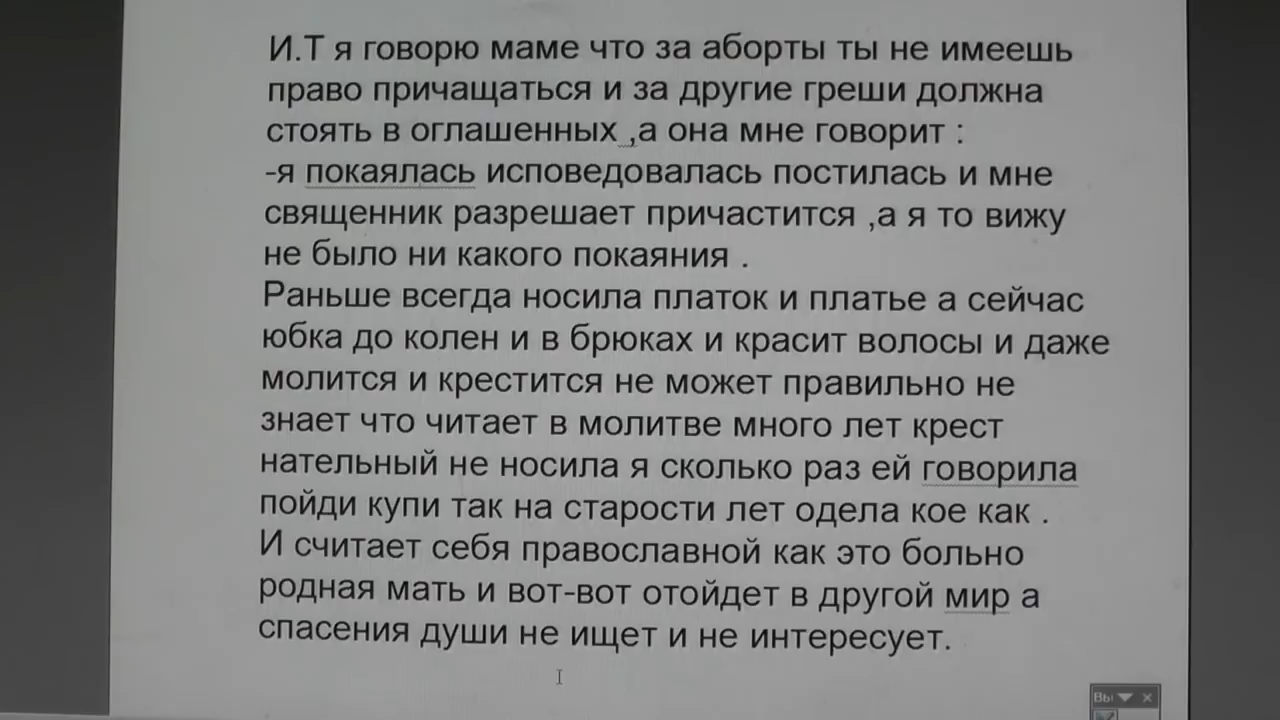 И.Т я говорю маме что за аборты ты не имеешь
право причащаться и за другие греши должна
стоять в оглашенных ,а она мне говорит :
-я покаялась исповедовалась постилась и мне
священник разрешает причастится ,а я то вижу
не было ни какого покаяния .
Раньше всегда носила платок и платье а сейчас
юбка до колен и в брюках и красит волосы и даже
молится и крестится не может правильно не
знает что читает в молитве много лет крест
нательный не носила я сколько раз ей говорила
пойди купи так на старости лет одела кое как .
И считает себя православной как это больно
родная мать и вот-вот отойдет в другой мир а
спасения души не ищет и не интересует.
Вы